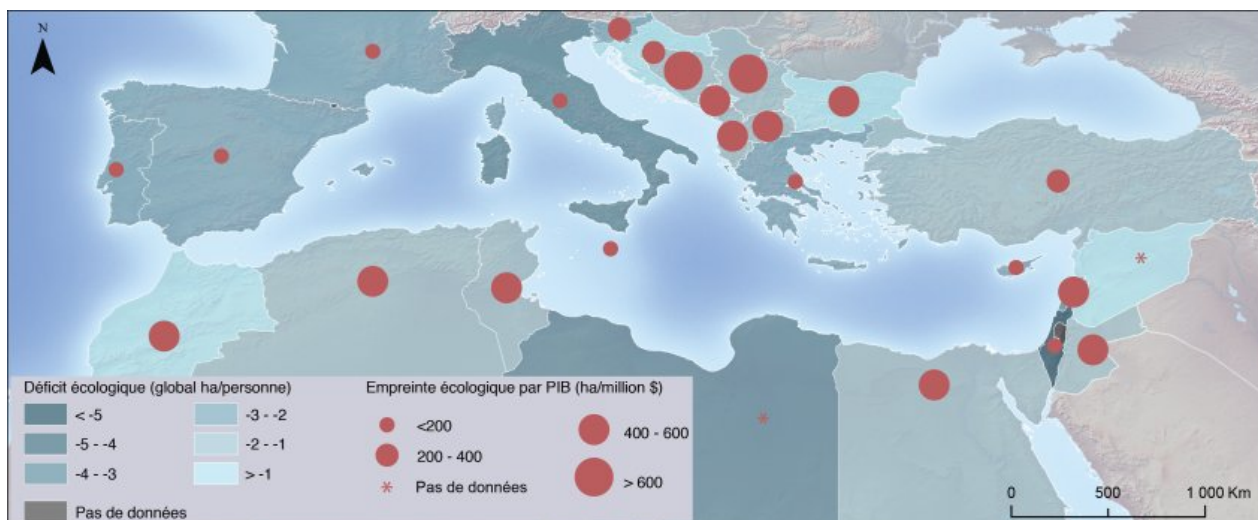 N
Déficit écologique (global ha/personne)
< -5
-5 - -4
-4 - -3
Pas de données
-3 - -2
-2 - -1
> -1
Empreinte écologique par PIB (ha/million $)
<200
200 - 400
Pas de données
400 - 600
> 600
0 500 1 000 Km